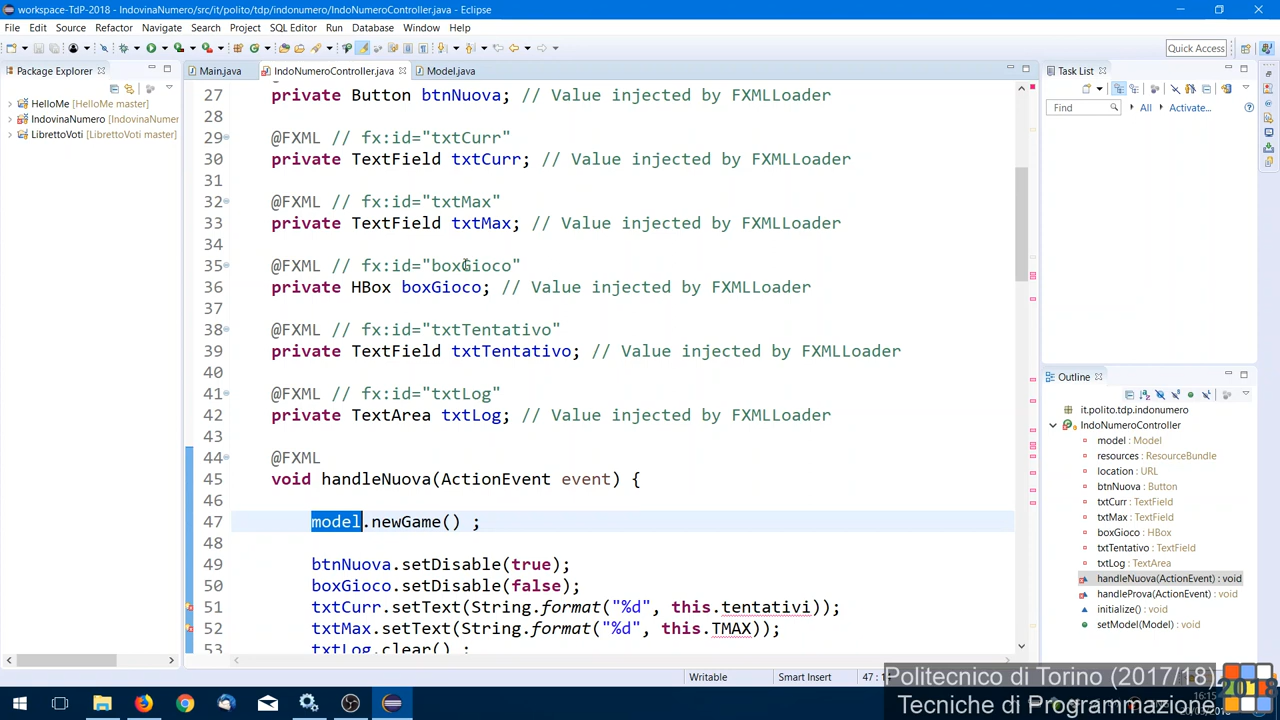 workspace-TdP-2018 - IndovinaNumero/src/it/polito/tdp/indonumero/IndoNumeroController.java - Eclipse
File Edit Source Refactor Navigate Search Project SQL Editor Run Database Window Help
Quick Access
Package Explorer
Main.java
IndoNumeroController.java
Model.java
Task List
HelloMe [HelloMe master]
IndovinaNumero [IndovinaNumer
LibrettoVoti [LibrettoVoti master]
27 private Button btnNuova; // Value injected by FXMLLoader
28
29 @FXML // fx:id="txtCurr"
30 private TextField txtCurr; // Value injected by FXMLLoader
31
32 @FXML // fx:id="txtMax"
33 private TextField txtMax; // Value injected by FXMLLoader
34
35 @FXML // fx:id="boxGioco"
36 private HBox boxGioco; // Value injected by FXMLLoader
37
38 @FXML // fx:id="txtTentativo"
39 private TextField txtTentativo; // Value injected by FXMLLoader
40
41 @FXML // fx:id="txtLog"
42 private TextArea txtLog; // Value injected by FXMLLoader
43
44 @FXML
45 void handleNuova(ActionEvent event) {
46
47 model.newGame() ;
48
49 btnNuova.setDisable(true);
50 boxGioco.setDisable(false);
51 txtCurr.setText(String.format("%d", this.tentativi));
52 txtMax.setText(String.format("%d", this.TMAX));
53 txtLog.clear() ;
Find
All
Activate...
Outline
it.polito.tdp.indonumero
IndoNumeroController
model : Model
resources : ResourceBundle
location : URL
btnNuova : Button
txtCurr : TextField
txtMax : TextField
boxGioco : HBox
txtTentativo : TextField
txtLog : TextArea
handleNuova(ActionEvent) : void
handleProva(ActionEvent) : void
initialize() : void
setModel(Model) : void
Writable
Smart Insert
47 : 1
Politecnico di Torino (2017/18)
Tecniche di Programmazione
2018
16:15